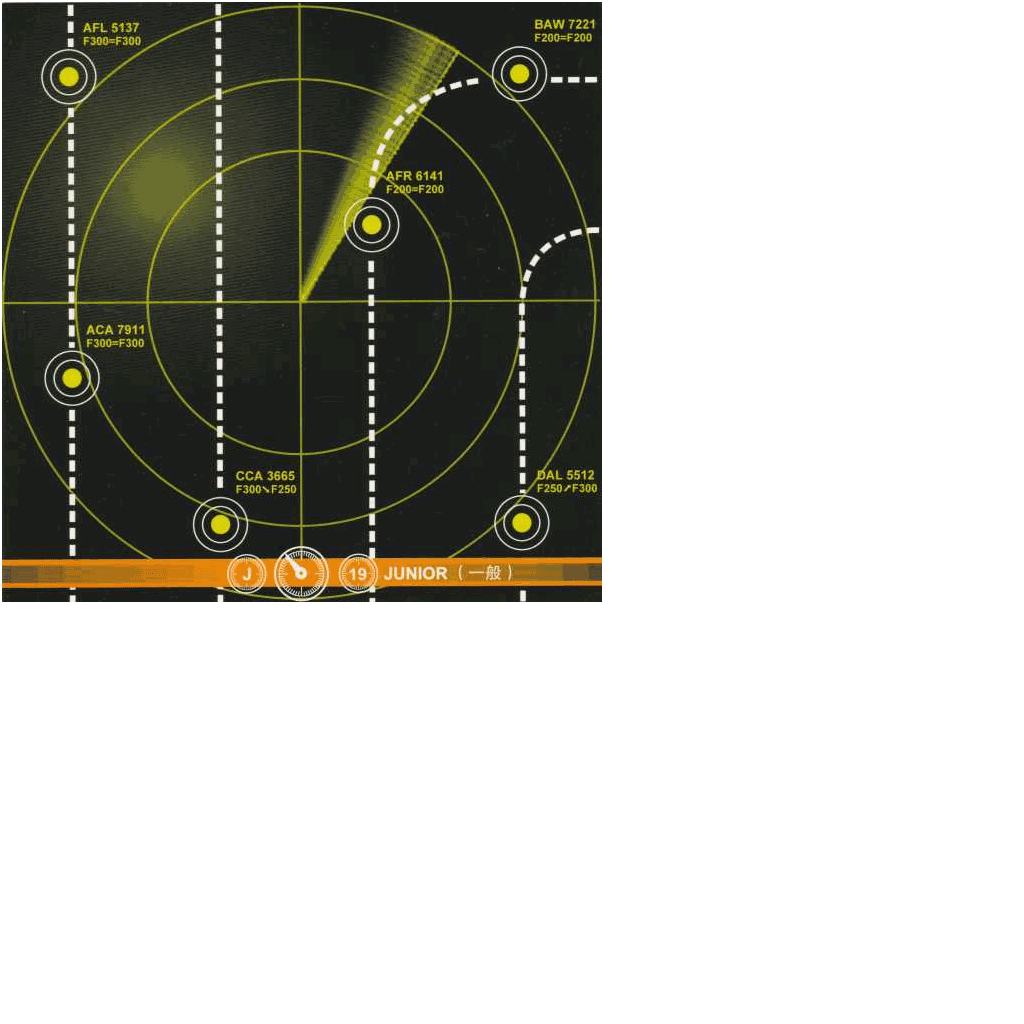 AFL 5137
F300=F300
BAW 7221
F200=F200
AFR 6141
F200=F200
ACA 7911
F300=F300
CCA 3665
F300➘F250
DAL 5512
F250➚F300
J 19 JUNIOR（一般）